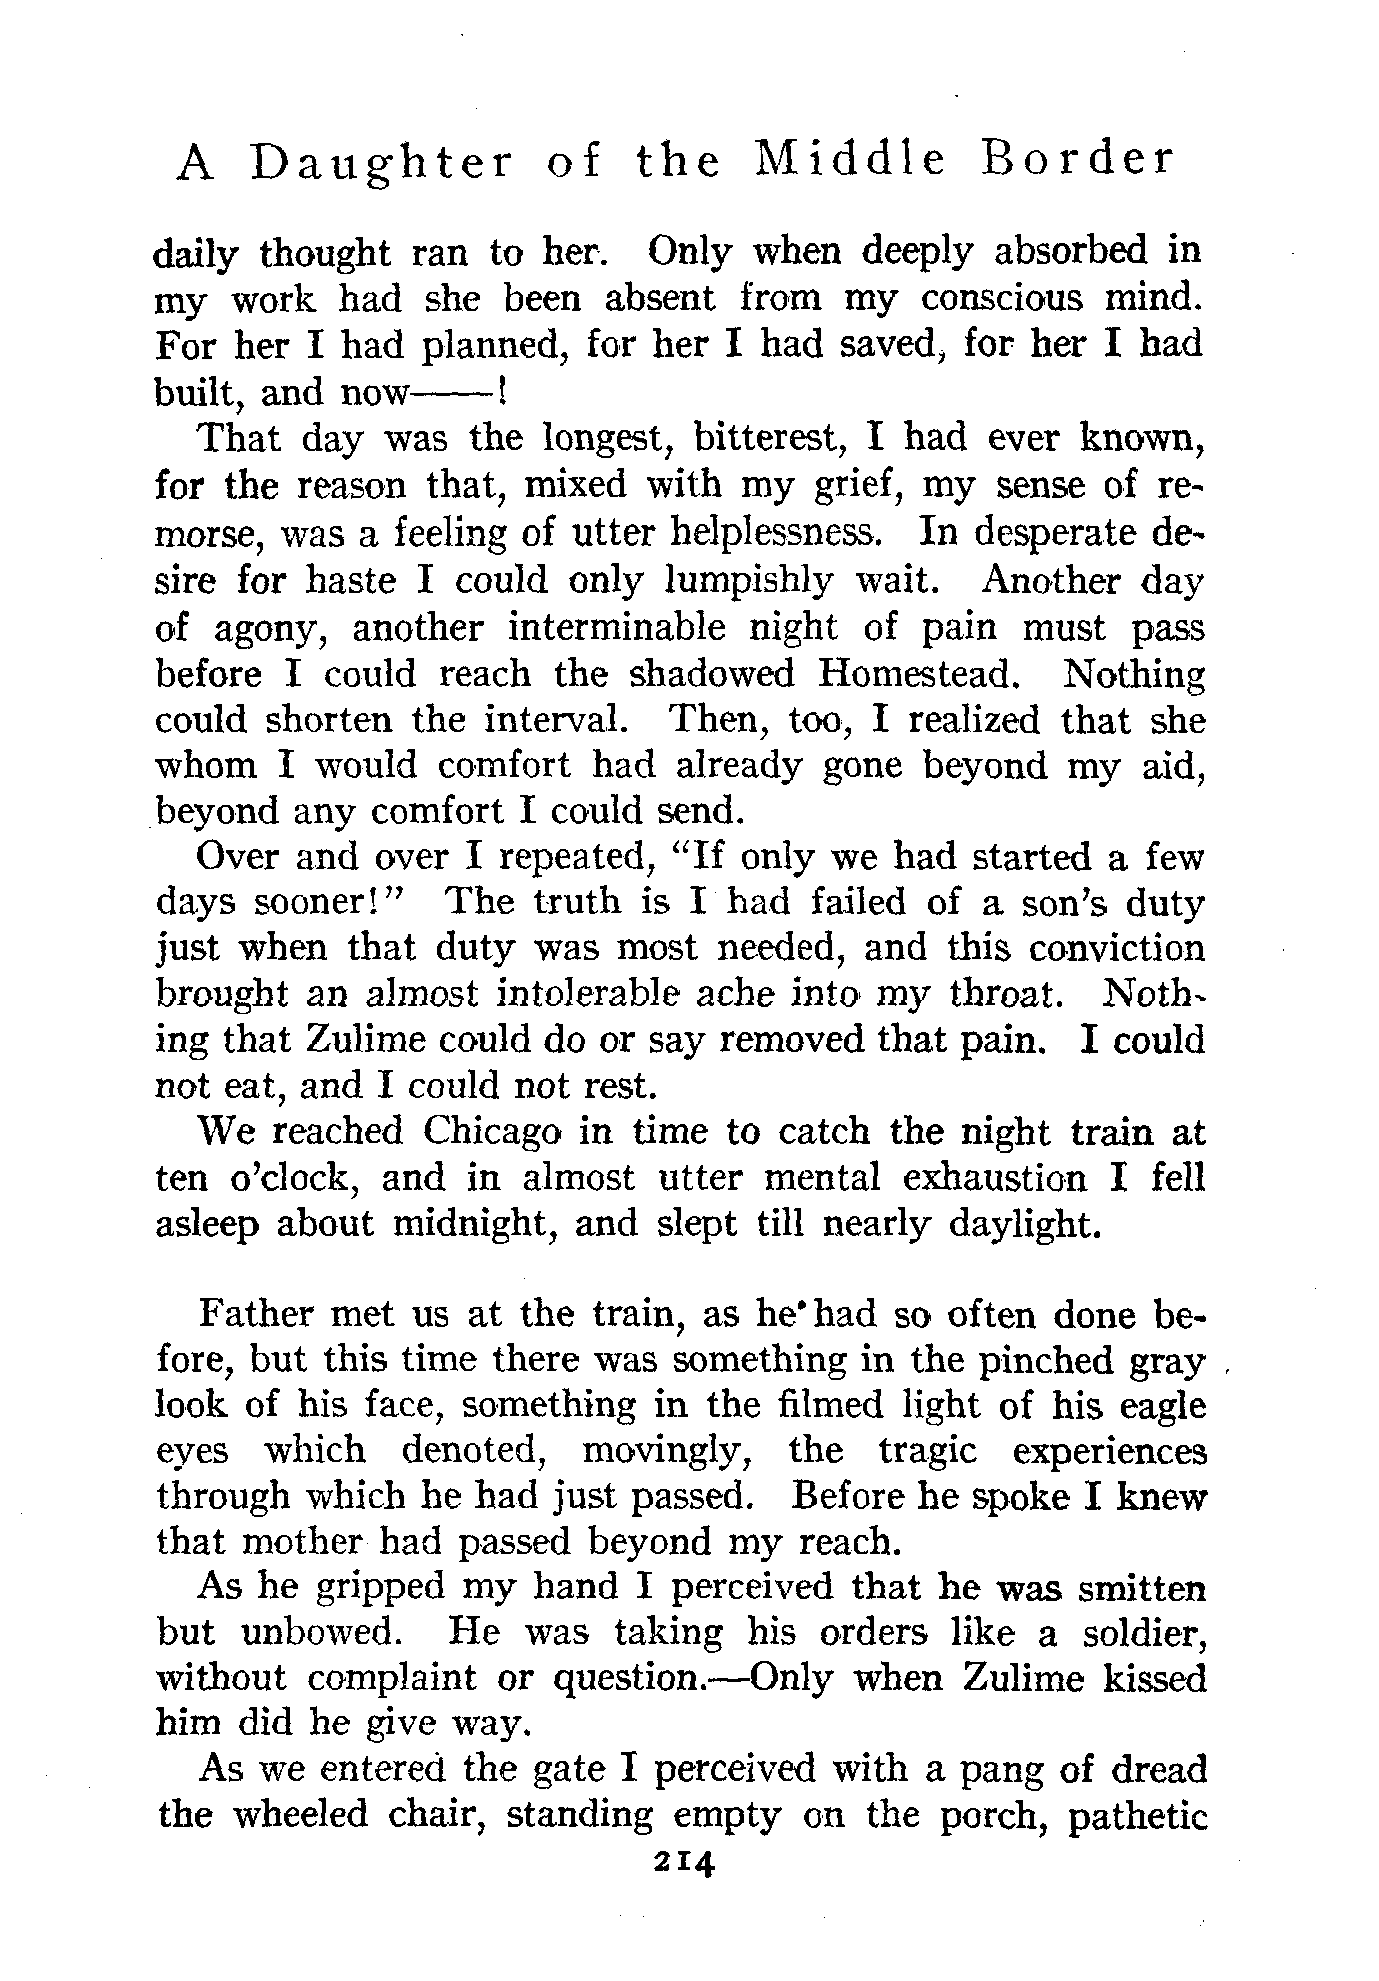 A Daughter of the Middle Border
daily thought ran to her. Only when deeply absorbed in
my work had she been absent from my conscious mind.
For her I had planned, for her I had saved, for her I had
built, and now——!
That day was the longest, bitterest, I had ever known,
for the reason that, mixed with my grief, my sense of re-
morse, was a feeling of utter helplessness. In desperate de-
sire for haste I could only lumpishly wait. Another day
of agony, another interminable night of pain must pass
before I could reach the shadowed Homestead. Nothing
could shorten the interval. Then, too, I realized that she
whom I would comfort had already gone beyond my aid,
beyond any comfort I could send.
Over and over I repeated, "If only we had started a few
days sooner!" The truth is I had failed of a son's duty
just when that duty was most needed, and this conviction
brought an almost intolerable ache into my throat. Noth-
ing that Zulime could do or say removed that pain. I could
not eat, and I could not rest.
We reached Chicago in time to catch the night train at
ten o'clock, and in almost utter mental exhaustion I fell
asleep about midnight, and slept till nearly daylight.
Father met us at the train, as he had so often done be-
fore, but this time there was something in the pinched gray
look of his face, something in the filmed light of his eagle
eyes which denoted, movingly, the tragic experiences
through which he had just passed. Before he spoke I knew
that mother had passed beyond my reach.
As he gripped my hand I perceived that he was smitten
but unbowed. He was taking his orders like a soldier,
without complaint or question.—Only when Zulime kissed
him did he give way.
As we entered the gate I perceived with a pang of dread
the wheeled chair, standing empty on the porch, pathetic
214